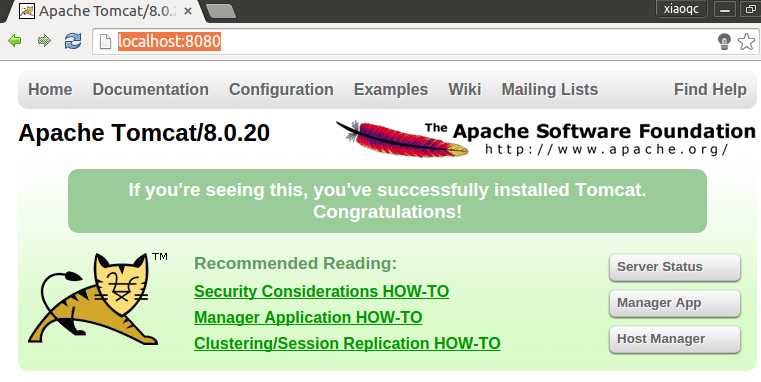 Apache Tomcat/8.0.2
xiaoqc
localhost:8080
Home Documentation Configuration Examples Wiki Mailing Lists Find Help
Apache Tomcat/8.0.20
The Apache Software Foundation
http://www.apache.org/
If you're seeing this, you've successfully installed Tomcat.
Congratulations!
TM
Recommended Reading:
Security Considerations HOW-TO
Manager Application HOW-TO
Clustering/Session Replication HOW-TO
Server Status
Manager App
Host Manager